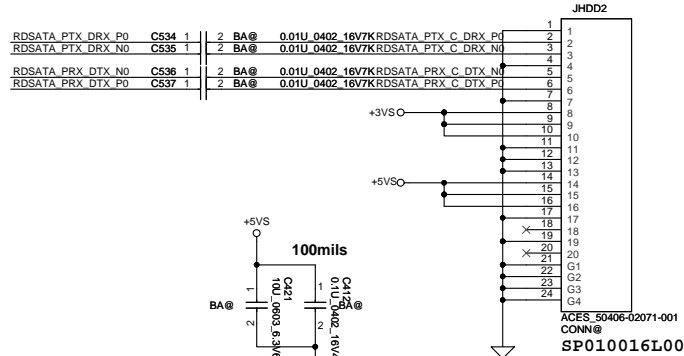 JHDD2
RDSATA_PTX_DRX_P0 C534 1 2 BA@ 0.01U_0402_16V7K RDSATA_PTX_C_DRX_P0
RDSATA_PTX_DRX_N0 C535 1 2 BA@ 0.01U_0402_16V7K RDSATA_PTX_C_DRX_N0
RDSATA_PRX_DTX_N0 C536 1 2 BA@ 0.01U_0402_16V7K RDSATA_PRX_C_DTX_N0
RDSATA_PRX_DTX_P0 C537 1 2 BA@ 0.01U_0402_16V7K RDSATA_PRX_C_DTX_P0
1 1
2 2
3 3
4 4
5 5
6 6
7 7
8 8
9 9
10 10
11 11
12 12
13 13
14 14
15 15
16 16
17 17
18 18
19 19
20 20
21 G1
22 G2
23 G3
24 G4
+3VS
+5VS
ACES_50406-02071-001
CONN@
SP010016L00
+5VS
100mils
1
2
BA@
C421
1
2
BA@